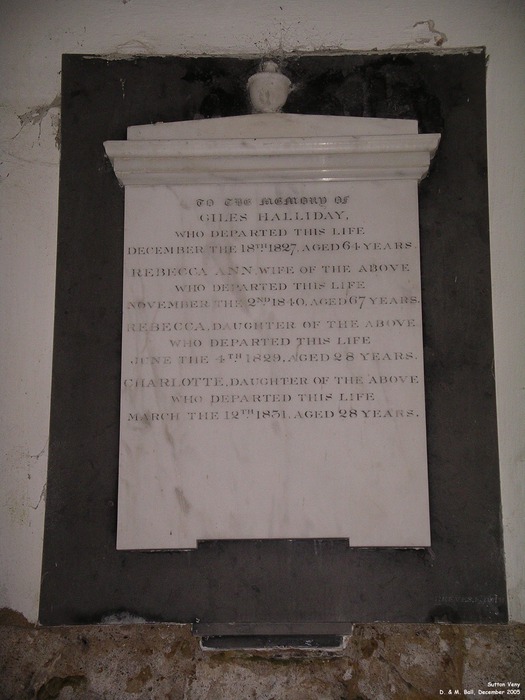 TO THE MEMORY OF
GILES HALLIDAY,
WHO DEPARTED THIS LIFE
DECEMBER THE 18TH 1827, AGED 64 YEARS.
REBECCA ANN, WIFE OF THE ABOVE
WHO DEPARTED THIS LIFE
NOVEMBER THE 2ND 1840, AGED 67 YEARS.
REBECCA, DAUGHTER OF THE ABOVE
WHO DEPARTED THIS LIFE
JUNE THE 4TH 1829, AGED 28 YEARS.
CHARLOTTE, DAUGHTER OF THE ABOVE
WHO DEPARTED THIS LIFE
MARCH THE 12TH 1831, AGED 28 YEARS.
Sutton Veny
D. & M. Ball, December 2005